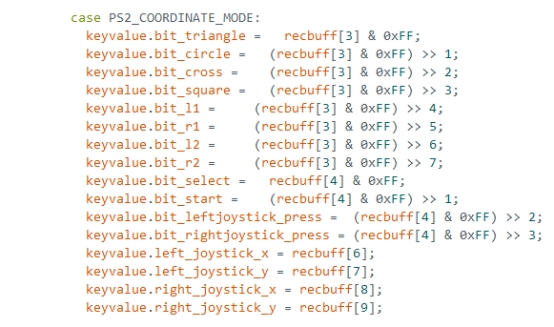 case PS2_COORDINATE_MODE:
keyvalue.bit_triangle = recbuff[3] & 0xFF;
keyvalue.bit_circle = (recbuff[3] & 0xFF) >> 1;
keyvalue.bit_cross = (recbuff[3] & 0xFF) >> 2;
keyvalue.bit_square = (recbuff[3] & 0xFF) >> 3;
keyvalue.bit_l1 = (recbuff[3] & 0xFF) >> 4;
keyvalue.bit_r1 = (recbuff[3] & 0xFF) >> 5;
keyvalue.bit_l2 = (recbuff[3] & 0xFF) >> 6;
keyvalue.bit_r2 = (recbuff[3] & 0xFF) >> 7;
keyvalue.bit_select = recbuff[4] & 0xFF;
keyvalue.bit_start = (recbuff[4] & 0xFF) >> 1;
keyvalue.bit_leftjoystick_press = (recbuff[4] & 0xFF) >> 2;
keyvalue.bit_rightjoystick_press = (recbuff[4] & 0xFF) >> 3;
keyvalue.left_joystick_x = recbuff[6];
keyvalue.left_joystick_y = recbuff[7];
keyvalue.right_joystick_x = recbuff[8];
keyvalue.right_joystick_y = recbuff[9];